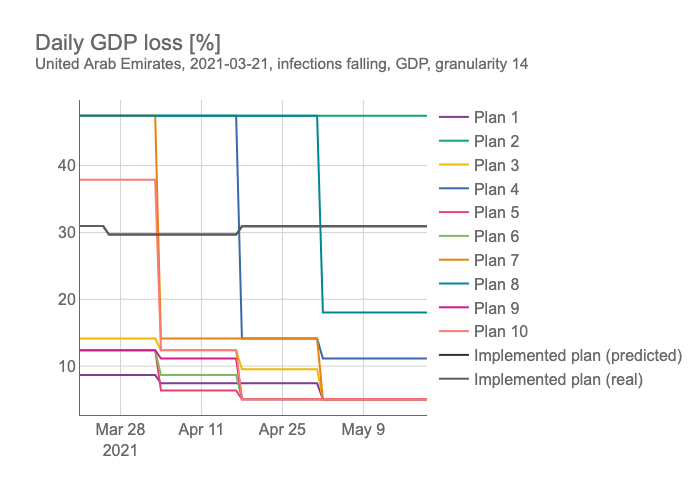 Daily GDP loss [%]
United Arab Emirates, 2021-03-21, infections falling, GDP, granularity 14
40
30
20
10
Mar 28
2021
Apr 11
Apr 25
May 9
Plan 1
Plan 2
Plan 3
Plan 4
Plan 5
Plan 6
Plan 7
Plan 8
Plan 9
Plan 10
Implemented plan (predicted)
Implemented plan (real)